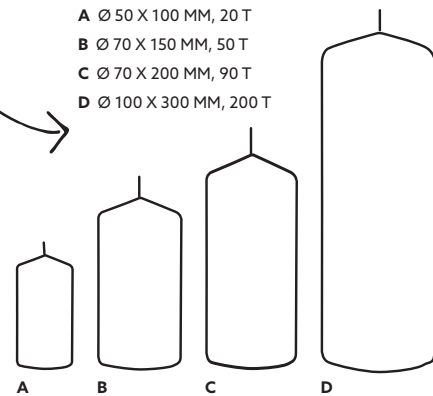 A Ø 50 X 100 MM, 20 T
B Ø 70 X 150 MM, 50 T
C Ø 70 X 200 MM, 90 T
D Ø 100 X 300 MM, 200 T
A B C D